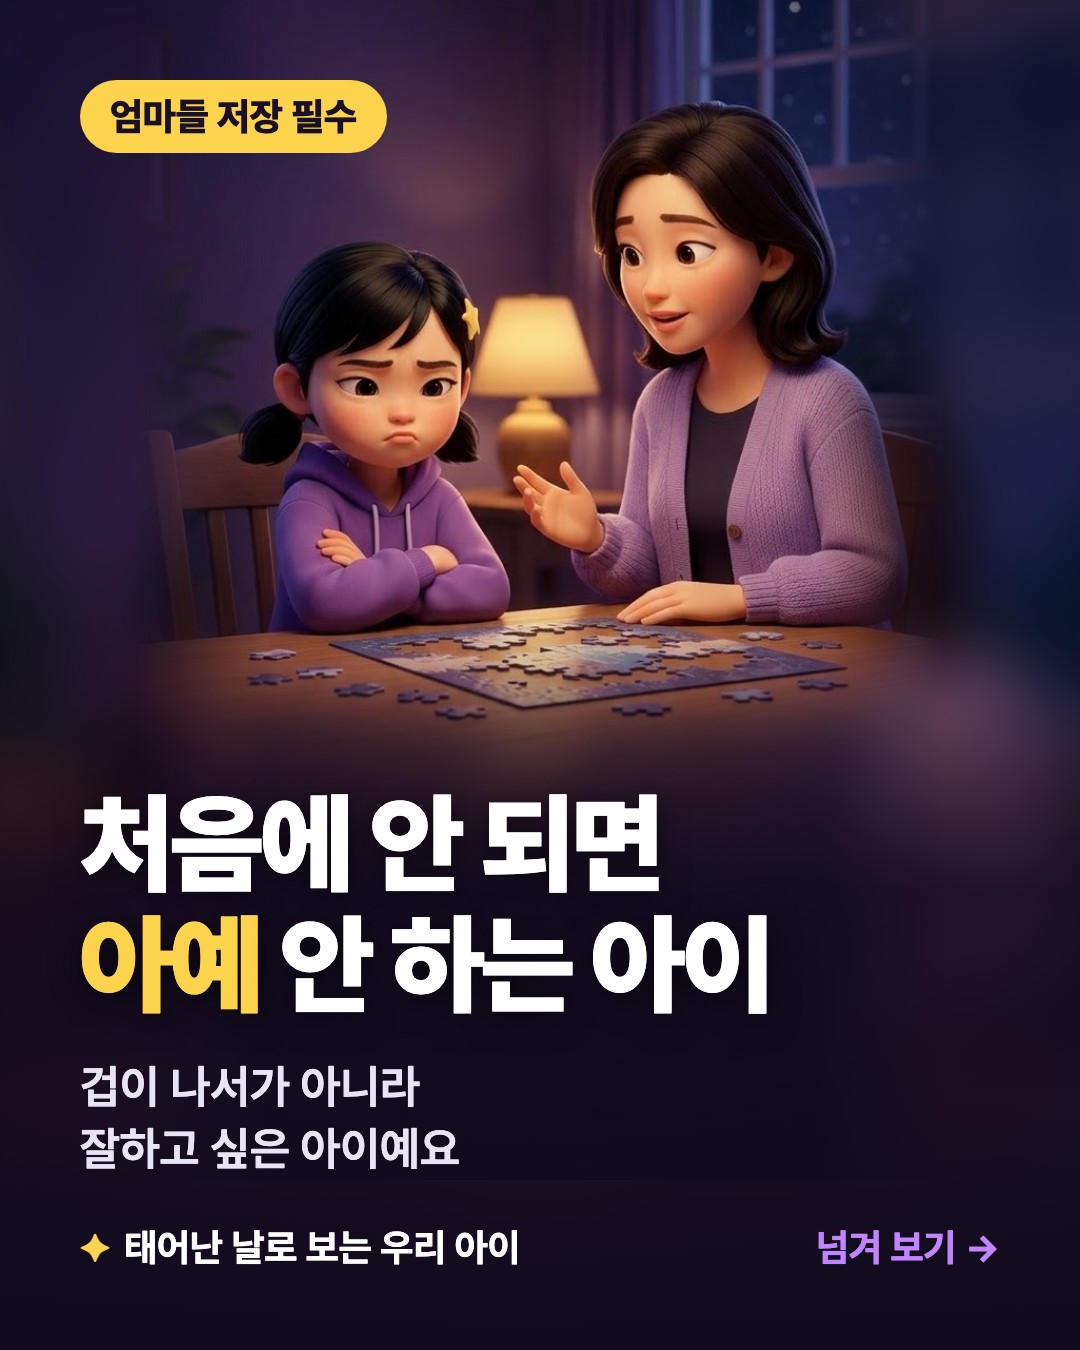 엄마들 저장 필수
처음에 안 되면
아예 안 하는 아이
겁이 나서가 아니라
잘하고 싶은 아이예요
태어난 날로 보는 우리 아이
넘겨 보기 →